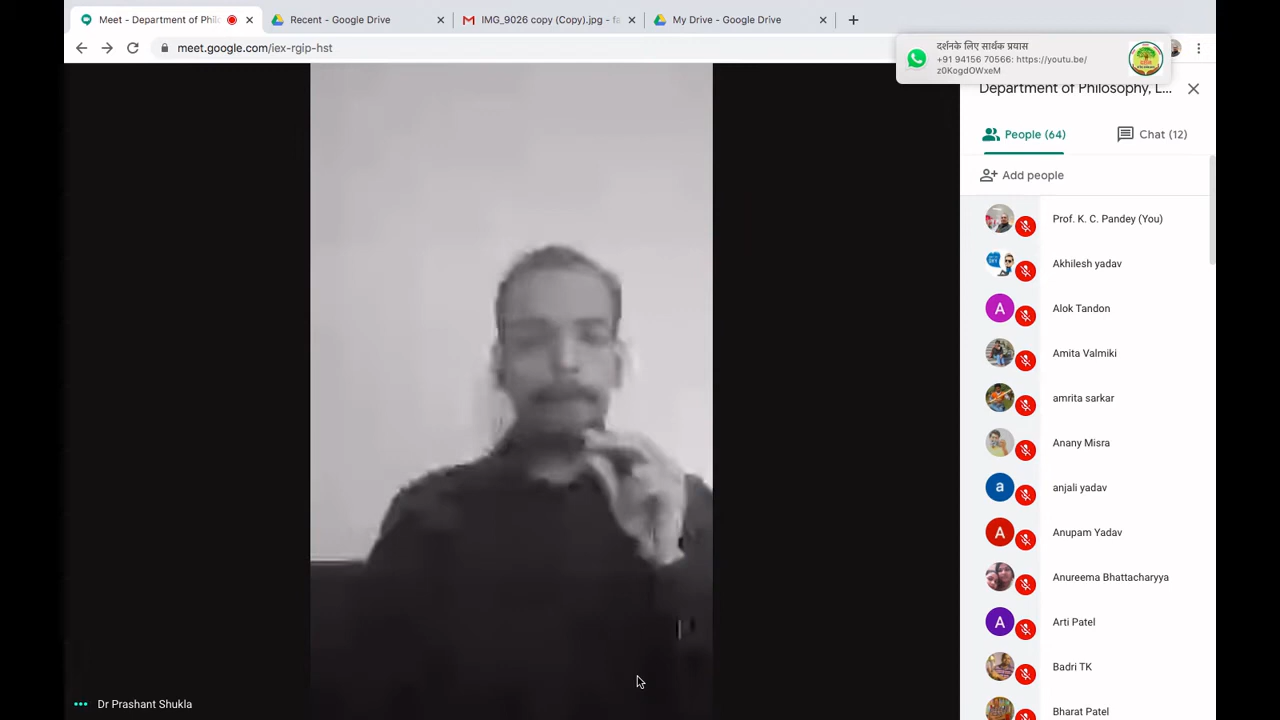 Meet - Department of Phil
Recent - Google Drive
IMG_9026 copy (Copy).jpg - fa
My Drive - Google Drive
meet.google.com/iex-rgip-hst
दर्शनके लिए सार्थक प्रयास
+91 94156 70566: https://youtu.be/
z0KogdOWxeM
Department of Philosophy, L...
People (64)
Chat (12)
Add people
Prof. K. C. Pandey (You)
Akhilesh yadav
A
Alok Tandon
Amita Valmiki
amrita sarkar
Anany Misra
a
anjali yadav
A
Anupam Yadav
Anureema Bhattacharyya
A
Arti Patel
Badri TK
Bharat Patel
Dr Prashant Shukla